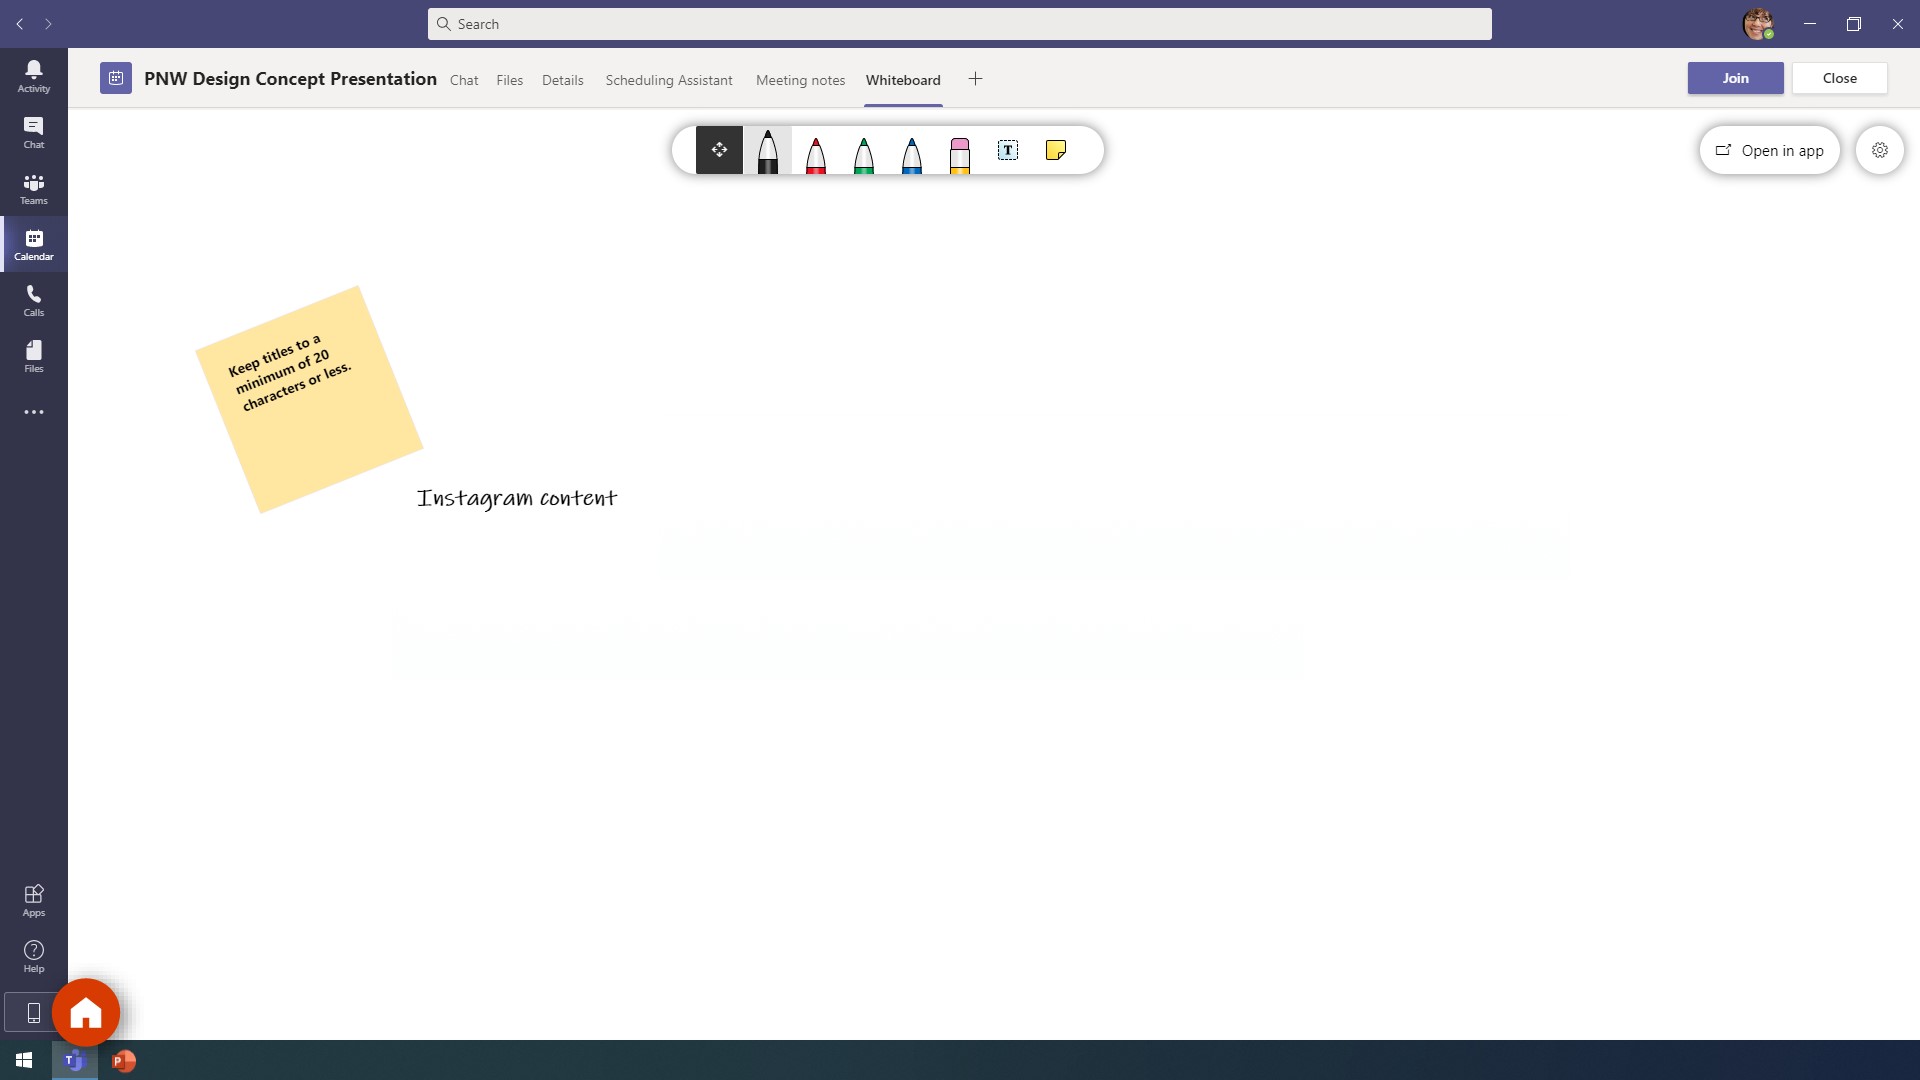 Search
Activity
Chat
Teams
Calendar
Calls
Files
Apps
Help
PNW Design Concept Presentation
Chat
Files
Details
Scheduling Assistant
Meeting notes
Whiteboard
Join
Close
T
Open in app
Keep titles to a
minimum of 20
characters or less.
Instagram content
T
P